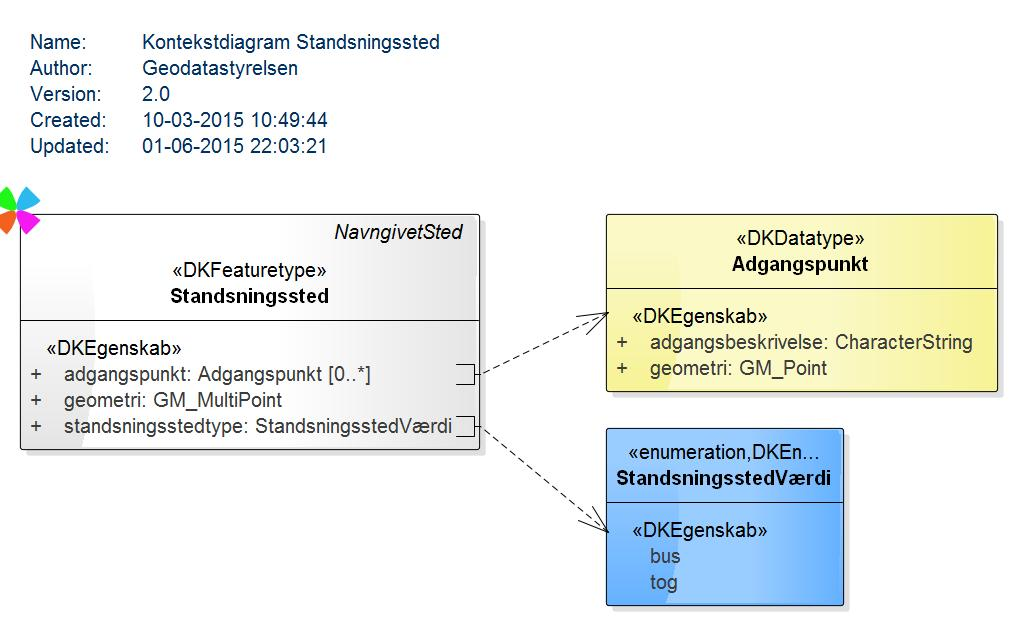 Name: Kontekstdiagram Standsningssted
Author: Geodatastyrelsen
Version: 2.0
Created: 10-03-2015 10:49:44
Updated: 01-06-2015 22:03:21
NavngivetSted
«DKFeaturetype»
Standsningssted
«DKEgenskab»
+ adgangspunkt: Adgangspunkt [0..*]
+ geometri: GM_MultiPoint
+ standsningsstedtype: StandsningsstedVærdi
«DKDatatype»
Adgangspunkt
«DKEgenskab»
+ adgangsbeskrivelse: CharacterString
+ geometri: GM_Point
«enumeration,DKEn...
StandsningsstedVærdi
«DKEgenskab»
bus
tog